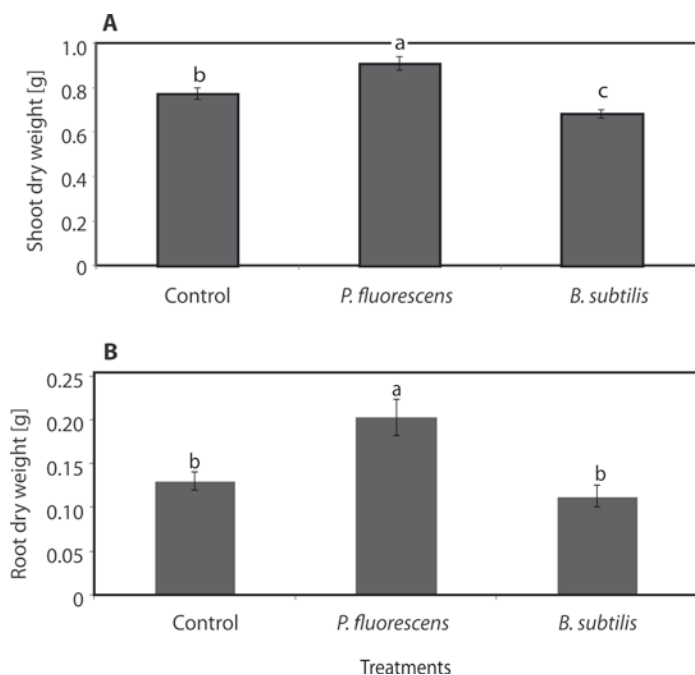 A
Shoot dry weight [g]
1.0
0.8
0.6
0.4
0.2
0
b
a
c
Control
P. fluorescens
B. subtilis
B
Root dry weight [g]
0.25
0.20
0.15
0.10
0.05
0
b
a
b
Control
P. fluorescens
B. subtilis
Treatments